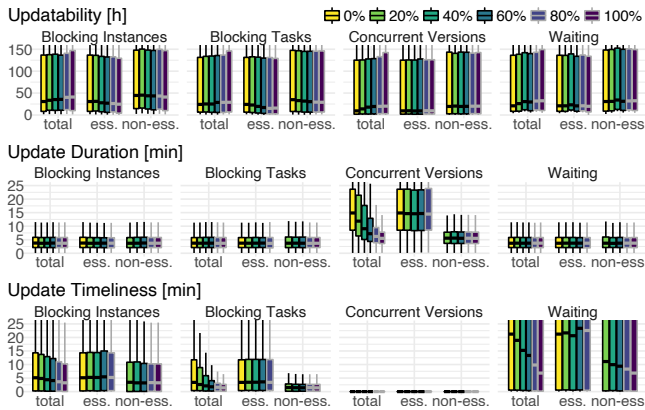 Updatability [h]
0% 20% 40% 60% 80% 100%
Blocking Instances Blocking Tasks Concurrent Versions Waiting
150
100
50
0
total ess. non-ess. total ess. non-ess. total ess. non-ess. total ess. non-ess.
Update Duration [min]
Blocking Instances Blocking Tasks Concurrent Versions Waiting
25
20
15
10
5
0
total ess. non-ess. total ess. non-ess. total ess. non-ess. total ess. non-ess.
Update Timeliness [min]
Blocking Instances Blocking Tasks Concurrent Versions Waiting
25
20
15
10
5
0
total ess. non-ess. total ess. non-ess. total ess. non-ess. total ess. non-ess.